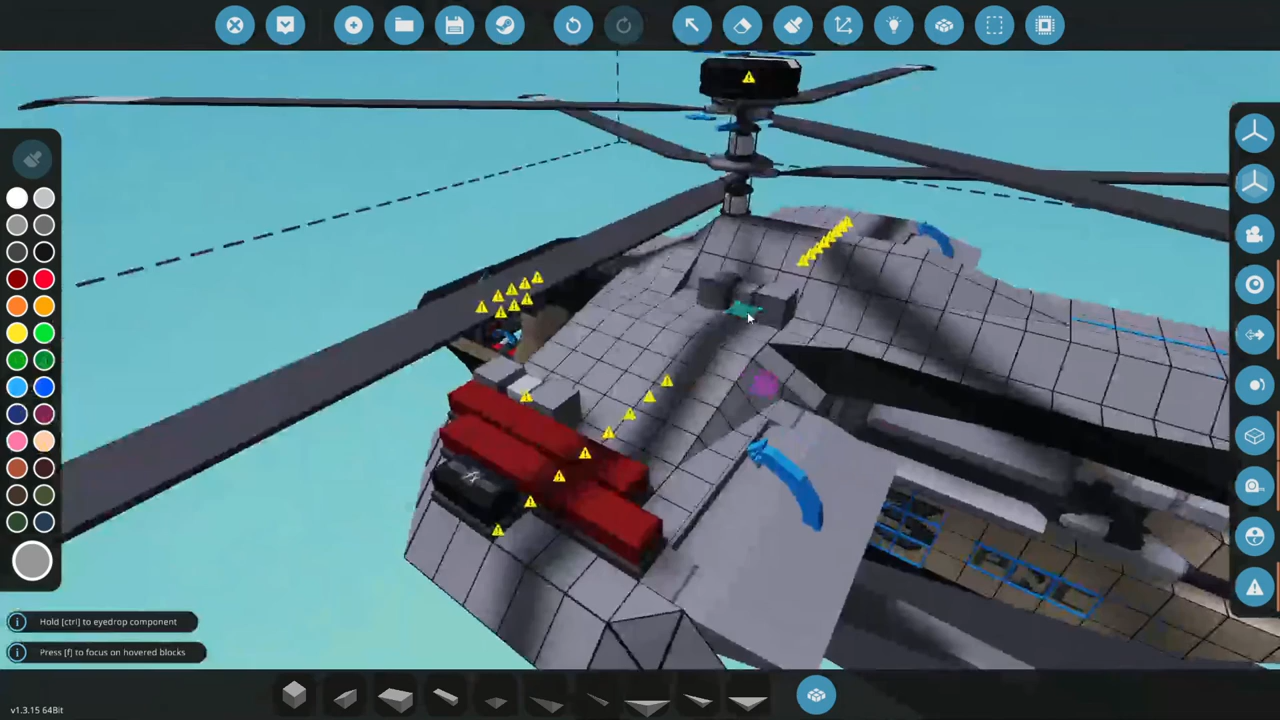 Hold [ctrl] to eyedrop component
Press [f] to focus on hovered blocks
v1.3.15 64Bit